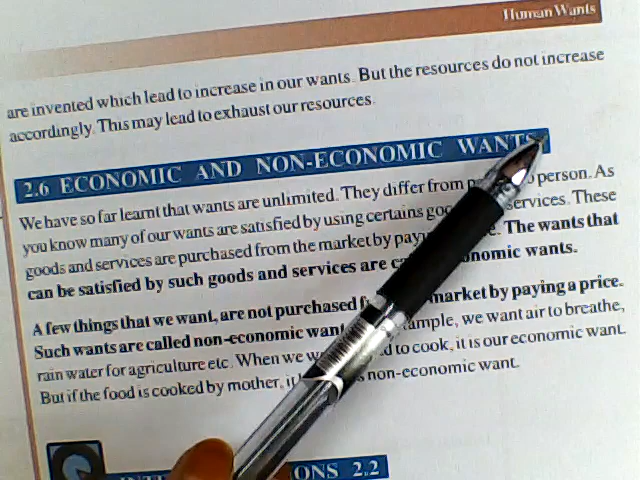 Human Wants
are invented which lead to increase in our wants. But the resources do not increase
accordingly. This may lead to exhaust our resources.
2.6 ECONOMIC AND NON-ECONOMIC WANTS
We have so far learnt that wants are unlimited. They differ from person. As
you know many of our wants are satisfied by using certains services. These
goods and services are purchased from the market by The wants that
can be satisfied by such goods and services are wants.
A few things that we want, are not purchased market by paying a price.
Such wants are called non-economic we want air to breathe,
rain water for agriculture etc. When we to cook, it is our economic want.
But if the food is cooked by mother, non-economic want.
2.2